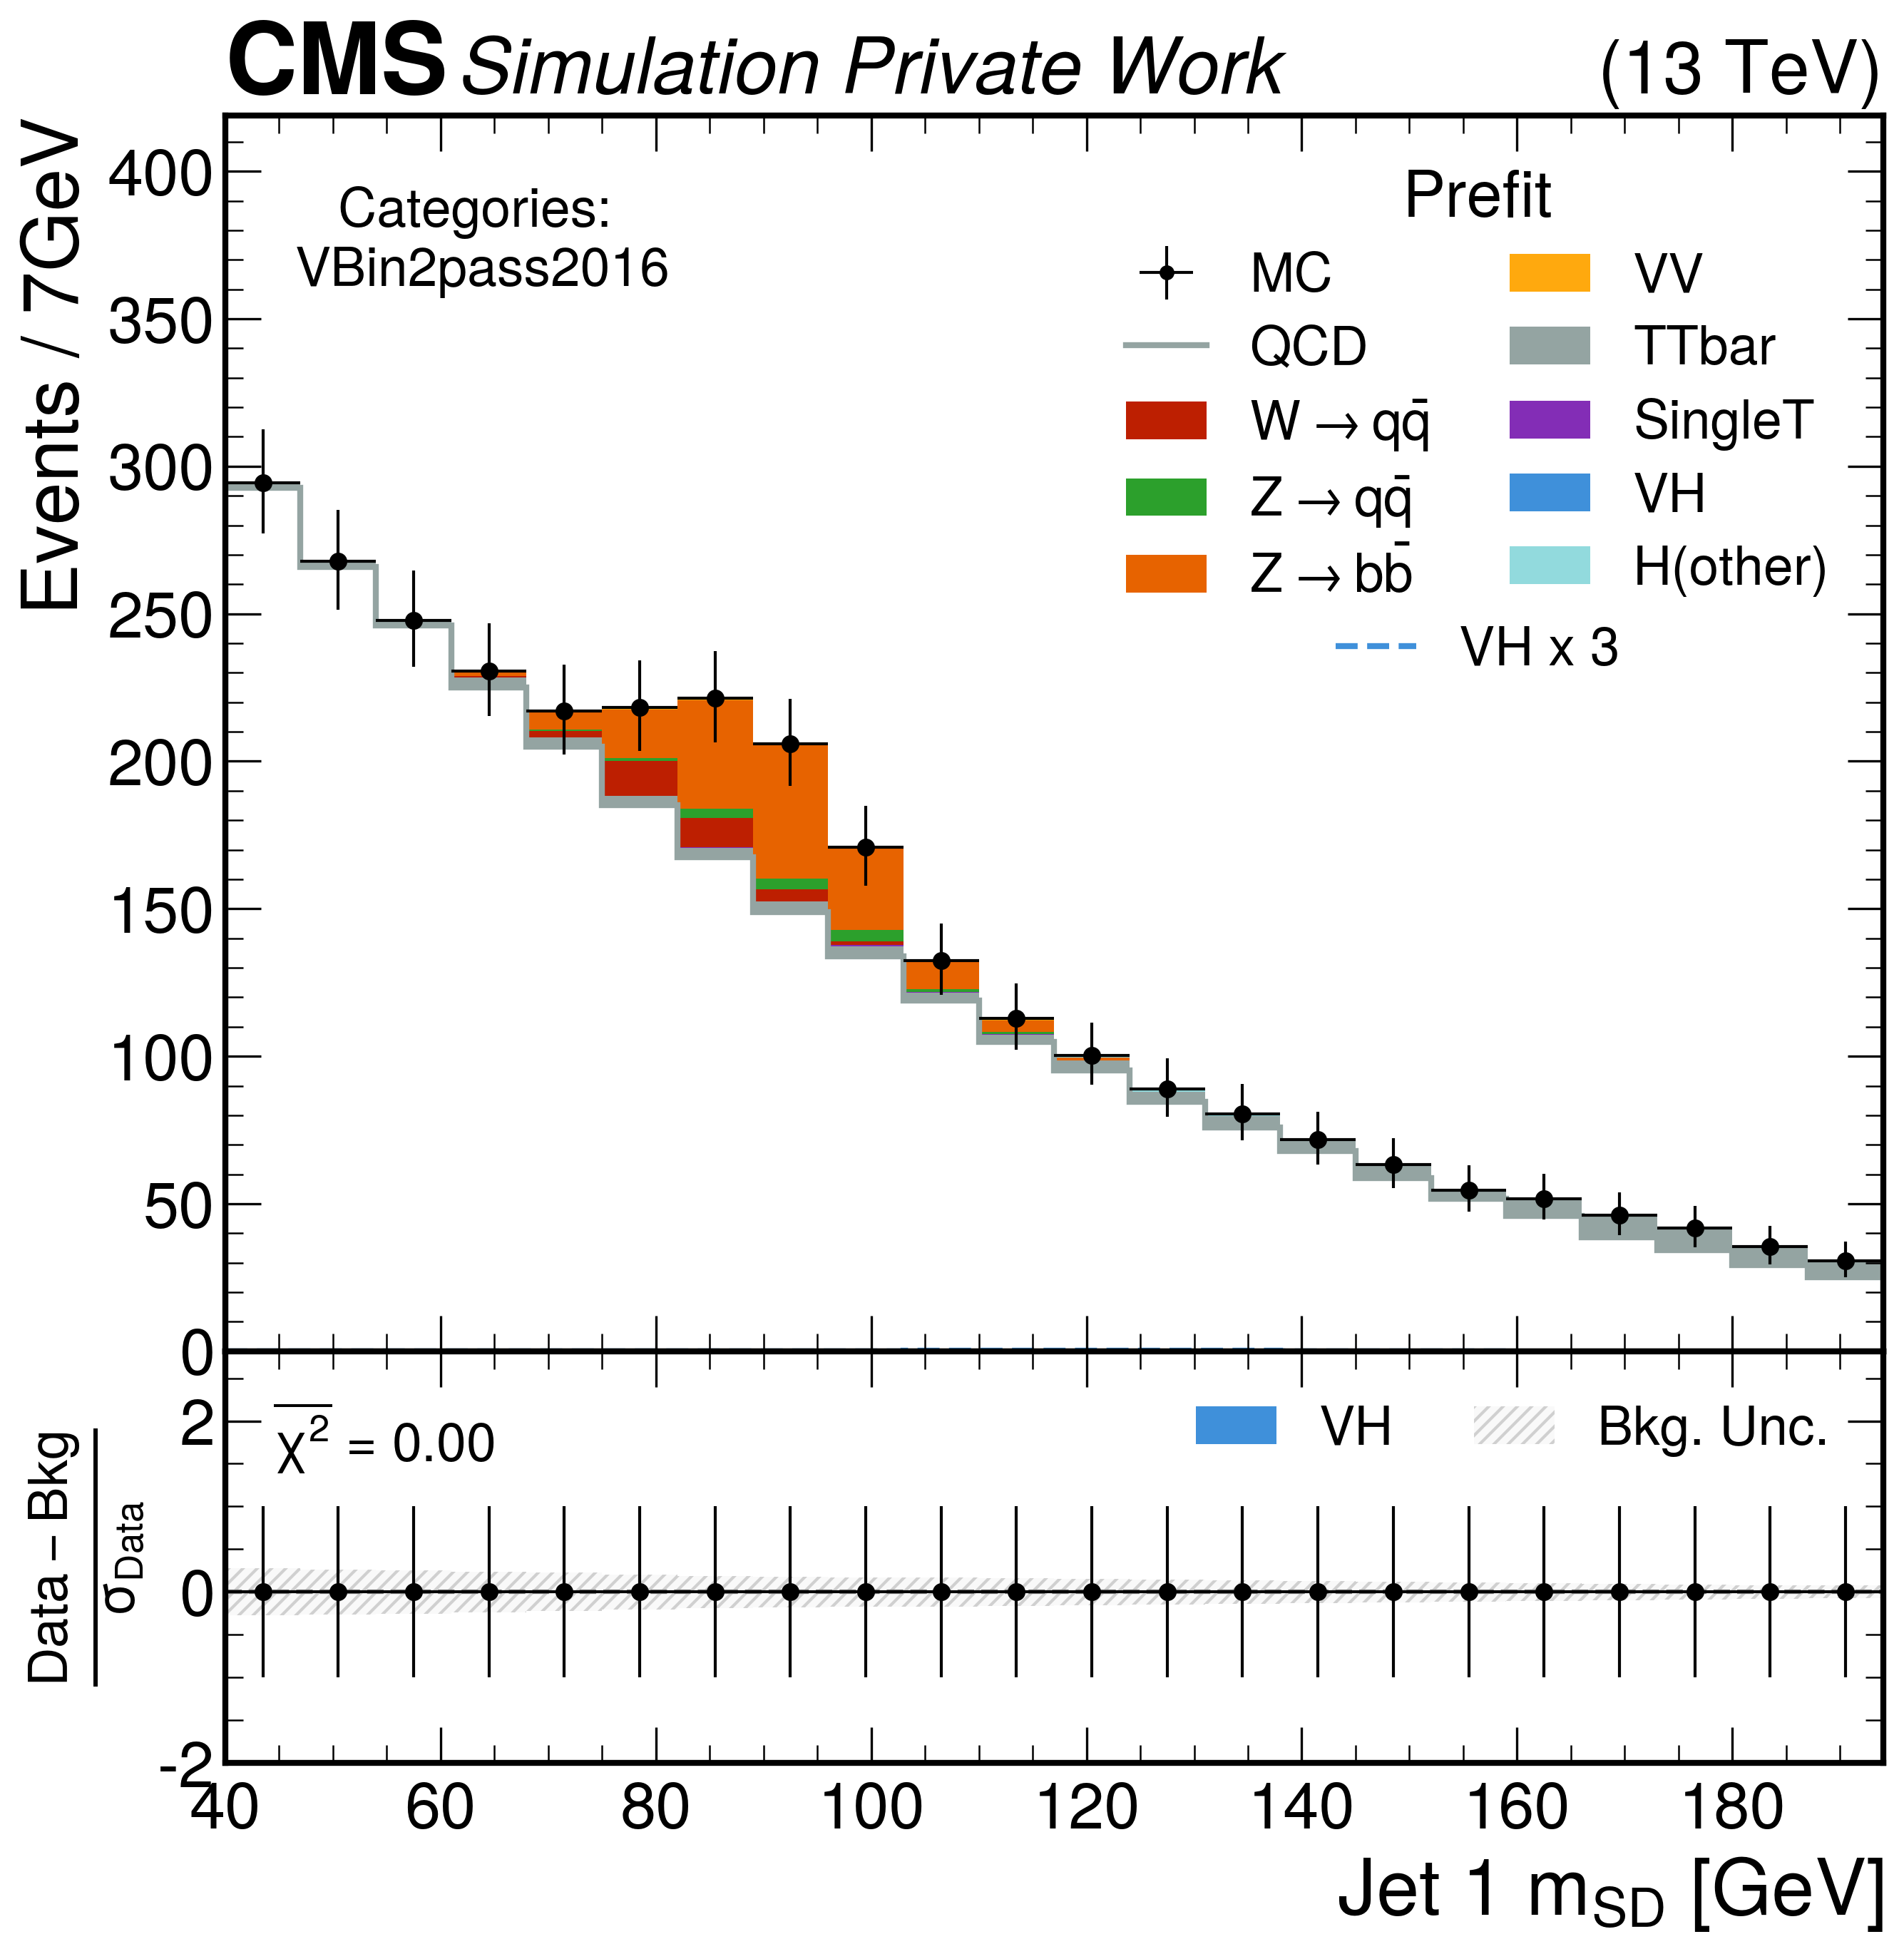 CMS Simulation Private Work (13 TeV)
Events / 7GeV
400
350
300
250
200
150
100
50
0
Categories:
VBin2pass2016
Prefit
MC
QCD
W → qq̄
Z → qq̄
Z → bb̄
VV
TTbar
SingleT
VH
H(other)
VH x 3
Data − Bkg
σ_Data
2
0
-2
χ² = 0.00
VH
Bkg. Unc.
40 60 80 100 120 140 160 180
Jet 1 m_SD [GeV]